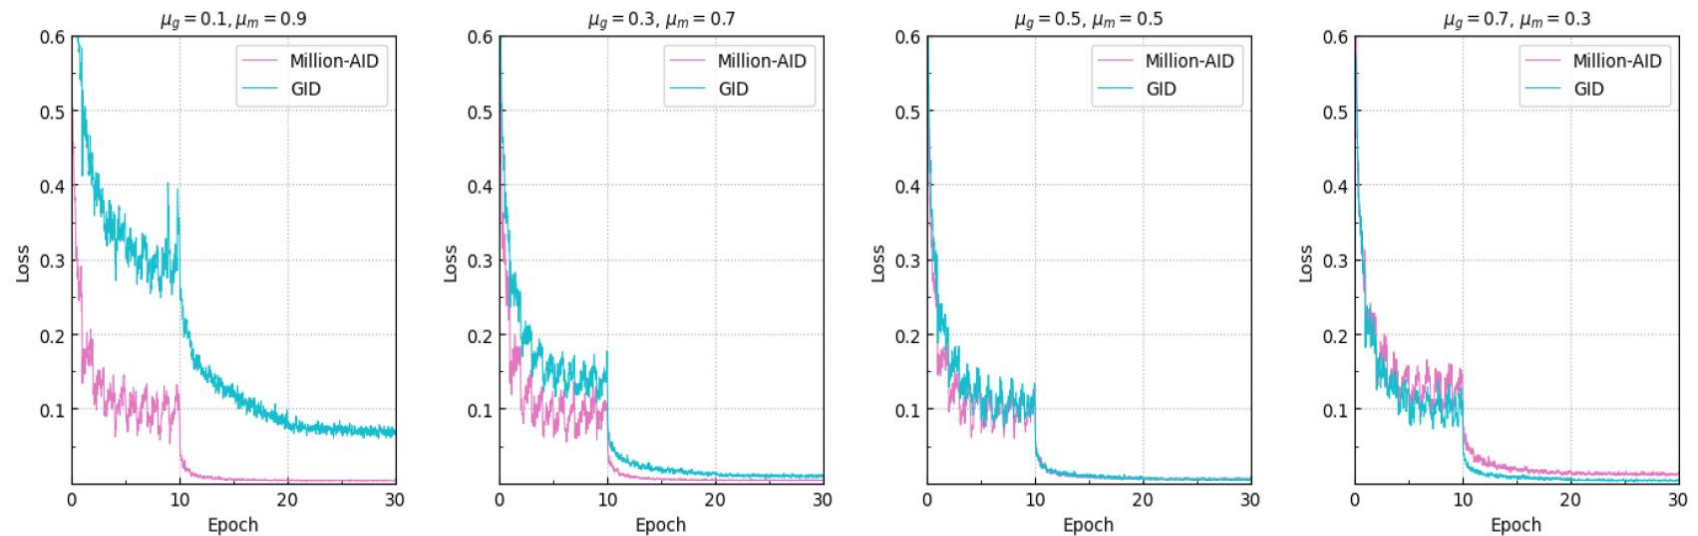 μg = 0.1, μm = 0.9
0.6
0.5
0.4
0.3
0.2
0.1
Loss
Million-AID
GID
0 10 20 30
Epoch
μg = 0.3, μm = 0.7
0.6
0.5
0.4
0.3
0.2
0.1
Loss
Million-AID
GID
0 10 20 30
Epoch
μg = 0.5, μm = 0.5
0.6
0.5
0.4
0.3
0.2
0.1
Loss
Million-AID
GID
0 10 20 30
Epoch
μg = 0.7, μm = 0.3
0.6
0.5
0.4
0.3
0.2
0.1
Loss
Million-AID
GID
0 10 20 30
Epoch